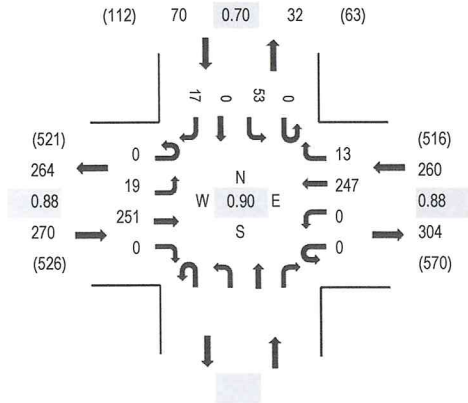 (112) 70 0.70 32 (63)
17 0 53 0
(521) 0 13 (516)
264 260
19 N 247
0.88 W 0.90 E 0.88
251 0
270 S 304
0 0
(526) (570)